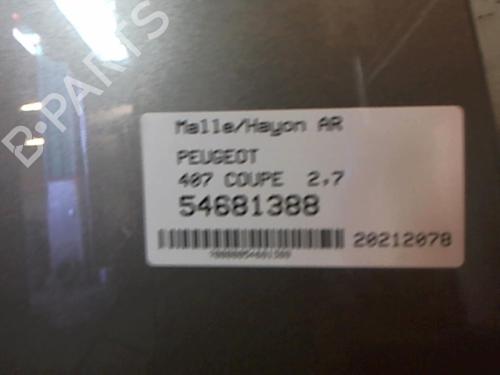 B-PARTS
Malle/Hayon AR
PEUGEOT
407 COUPE 2,7
54681388
20212078